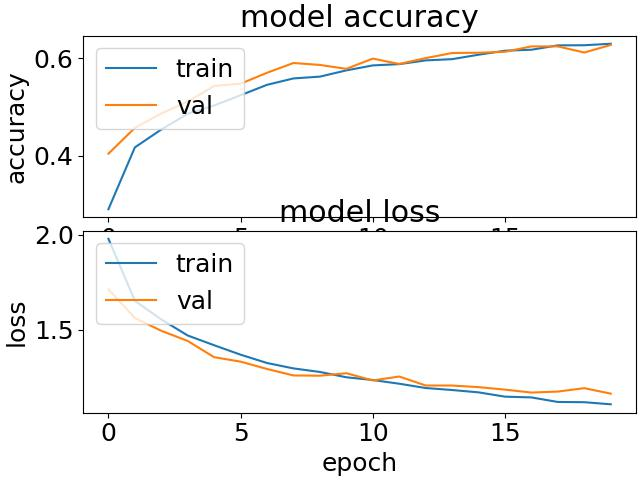 model accuracy
0.6
train
val
accuracy
0.4
model loss
2.0
train
val
loss
1.5
0 5 10 15
epoch